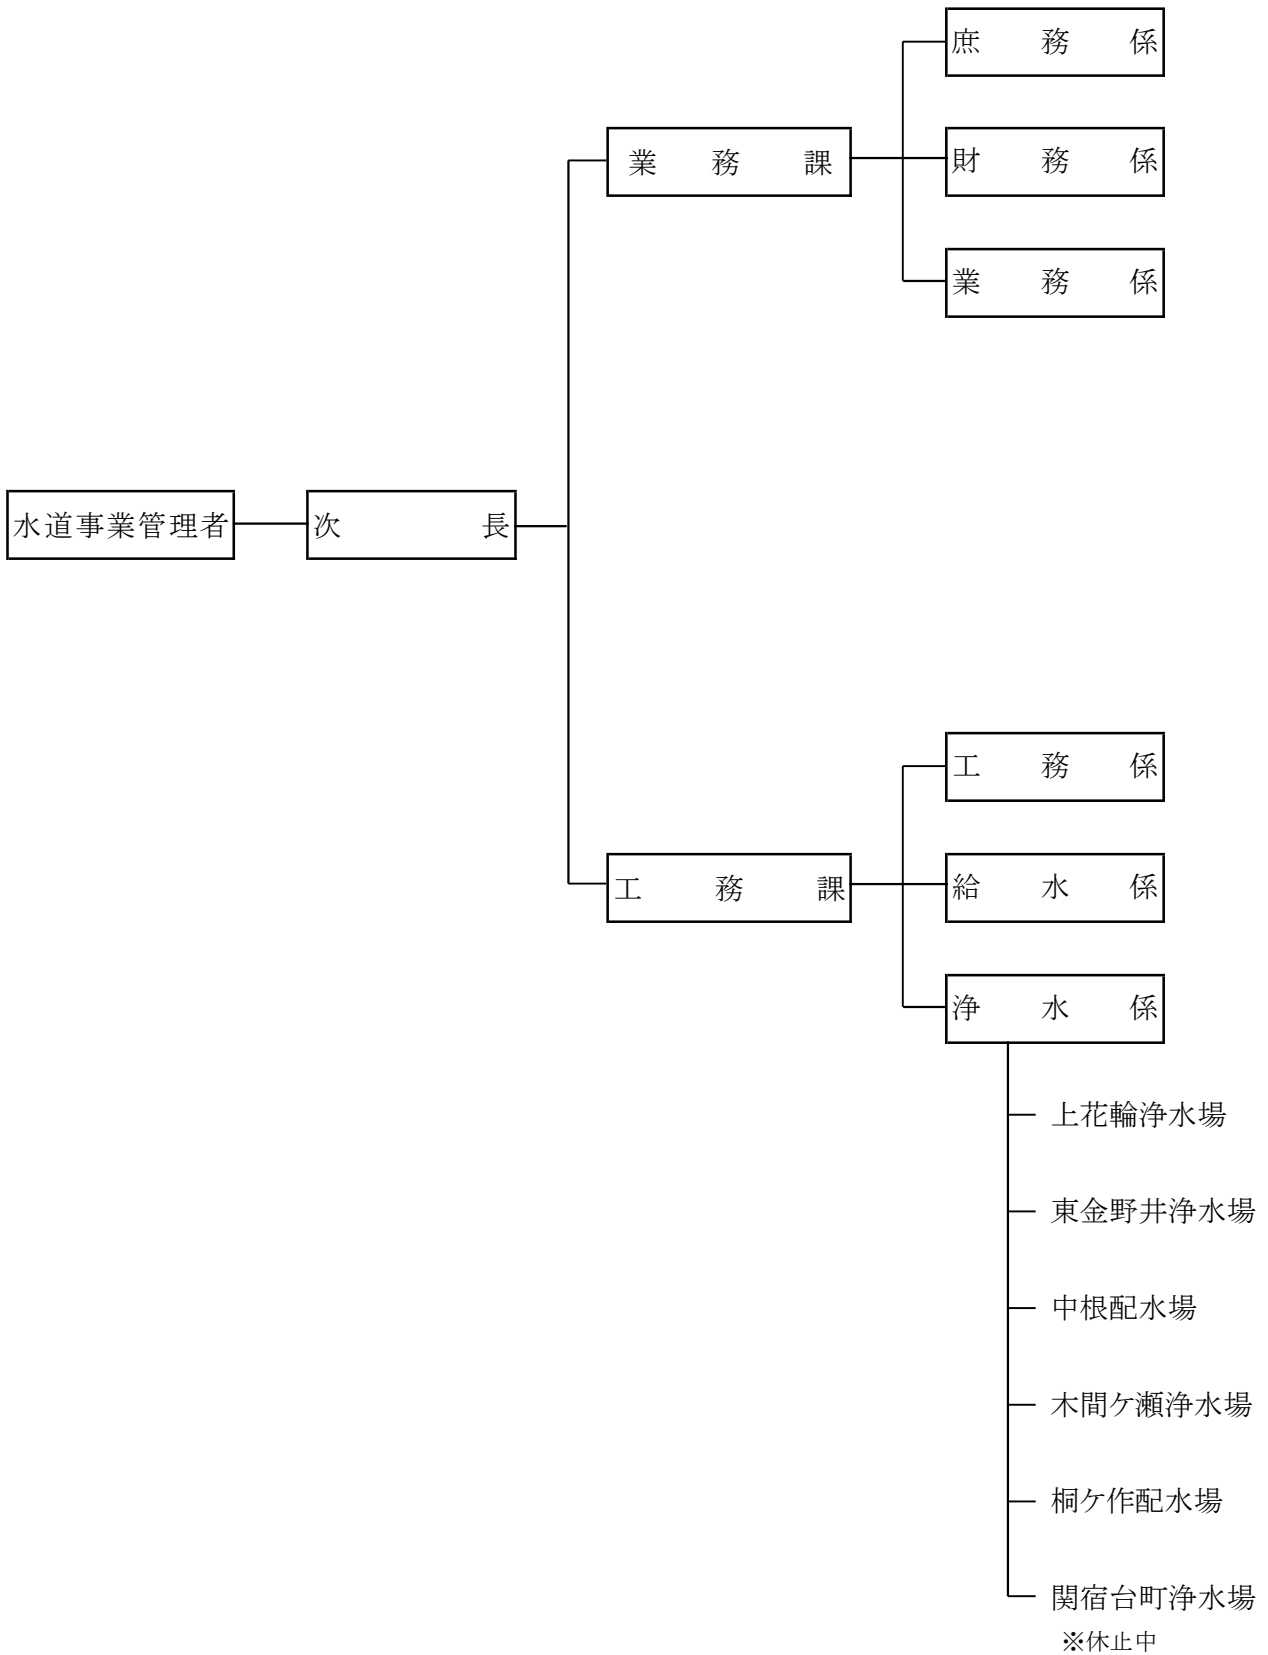 庶務係
業務課
財務係
業務係
水道事業管理者
次長
工務係
工務課
給水係
浄水係
上花輪浄水場
東金野井浄水場
中根配水場
木間ケ瀬浄水場
桐ケ作配水場
関宿台町浄水場
※休止中